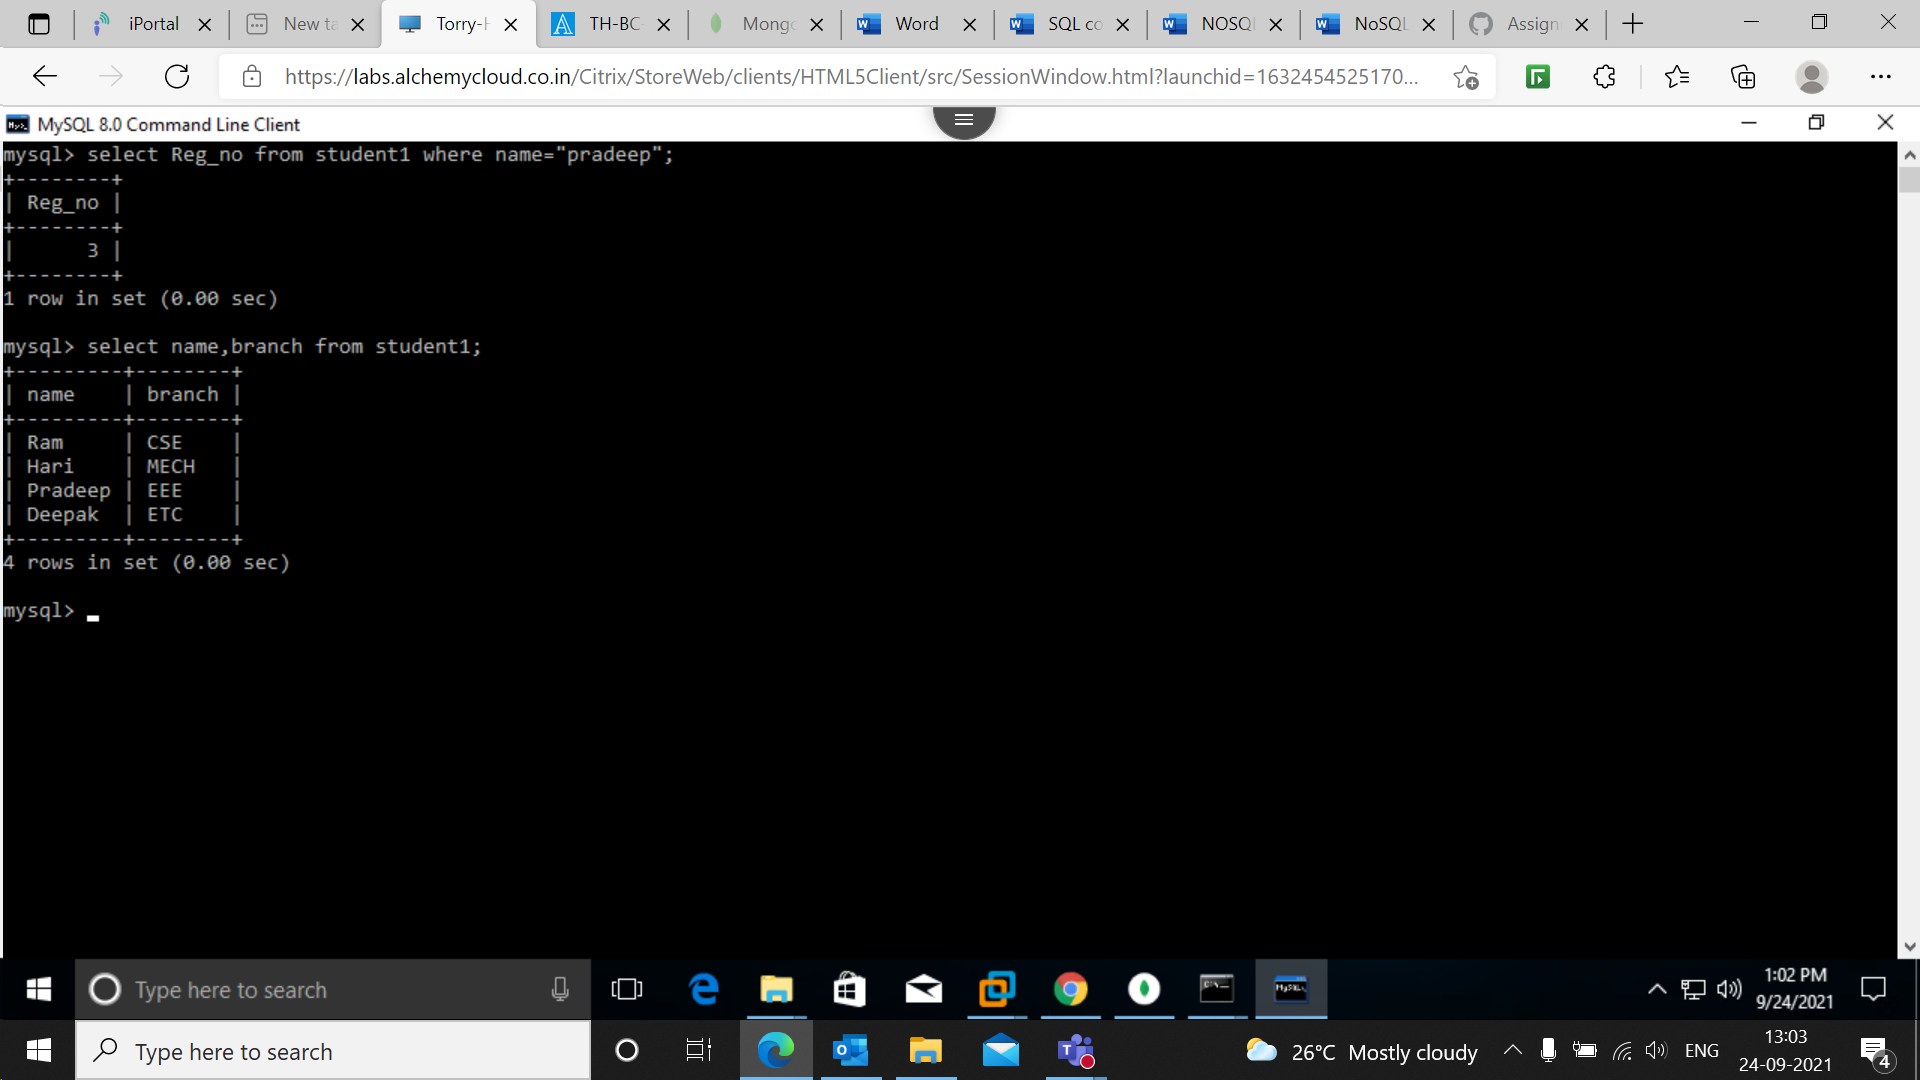 iPortal
New ta
Torry-H
TH-BC-
Mongo
Word
SQL co
NOSQL
NoSQL
Assign
https://labs.alchemycloud.co.in/Citrix/StoreWeb/clients/HTML5Client/src/SessionWindow.html?launchid=1632454525170...
MySQL 8.0 Command Line Client
mysql> select Reg_no from student1 where name="pradeep";
+--------+
| Reg_no |
+--------+
|      3 |
+--------+
1 row in set (0.00 sec)
mysql> select name,branch from student1;
+---------+--------+
| name    | branch |
+---------+--------+
| Ram     | CSE    |
| Hari    | MECH   |
| Pradeep | EEE    |
| Deepak  | ETC    |
+---------+--------+
4 rows in set (0.00 sec)
mysql> _
Type here to search
1:02 PM
9/24/2021
Type here to search
26°C Mostly cloudy
ENG
13:03
24-09-2021
4